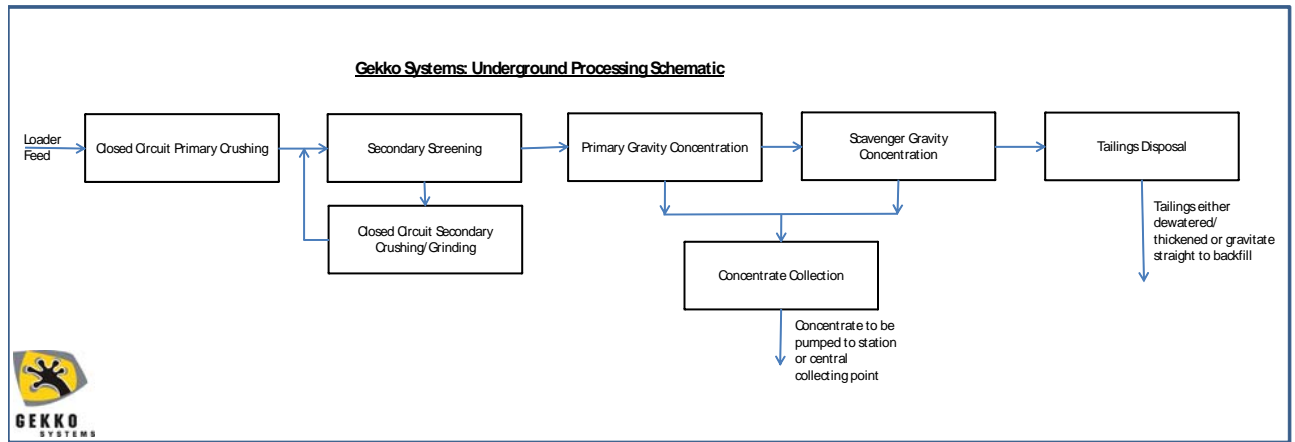 Gekko Systems: Underground Processing Schematic
Loader
Feed
Closed Circuit Primary Crushing
Secondary Screening
Primary Gravity Concentration
Scavenger Gravity
Concentration
Tailings Disposal
Closed Circuit Secondary
Crushing/Grinding
Concentrate Collection
Tailings either
dewatered/
thickened or gravitate
straight to backfill
Concentrate to be
pumped to station
or central
collecting point
GEKKO
SYSTEMS